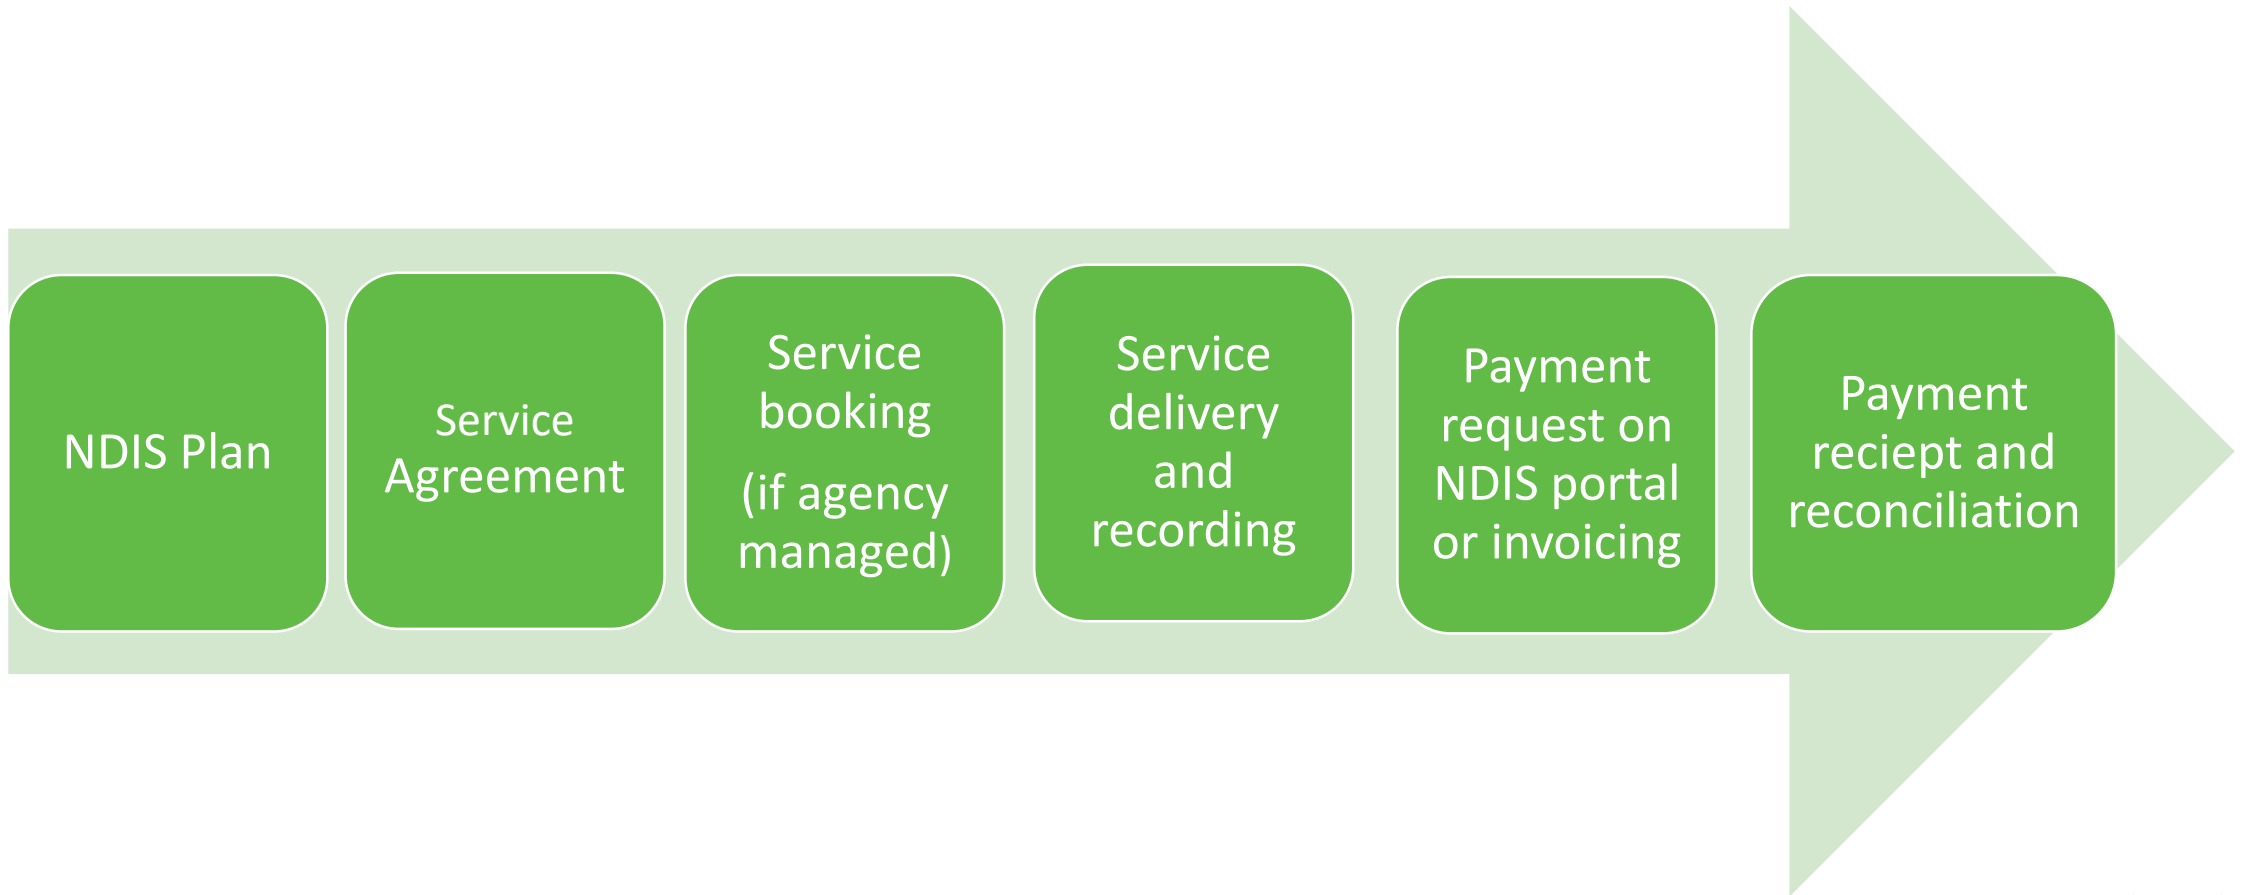 NDIS Plan
Service
Agreement
Service
booking
(if agency
managed)
Service
delivery
and
recording
Payment
request on
NDIS portal
or invoicing
Payment
reciept and
reconciliation